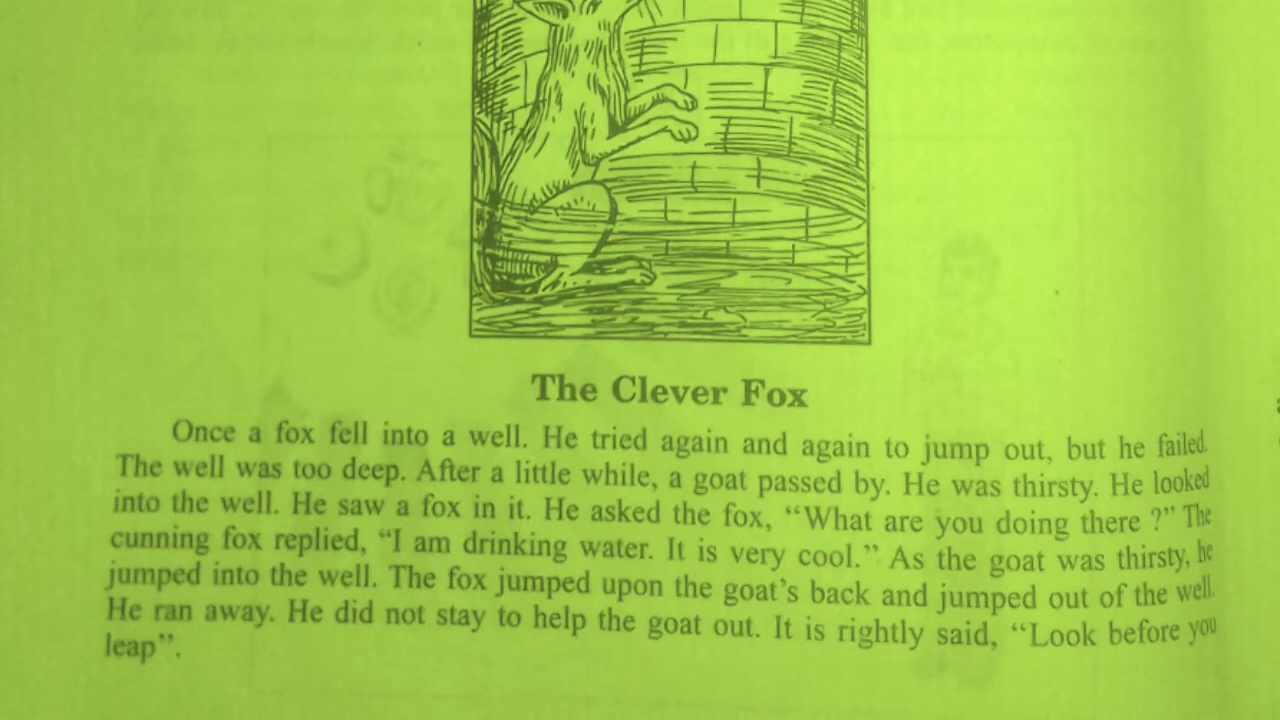 The Clever Fox
Once a fox fell into a well. He tried again and again to jump out, but he failed.
The well was too deep. After a little while, a goat passed by. He was thirsty. He looked
into the well. He saw a fox in it. He asked the fox, “What are you doing there ?” The
cunning fox replied, “I am drinking water. It is very cool.” As the goat was thirsty, he
jumped into the well. The fox jumped upon the goat’s back and jumped out of the well.
He ran away. He did not stay to help the goat out. It is rightly said, “Look before you
leap”.